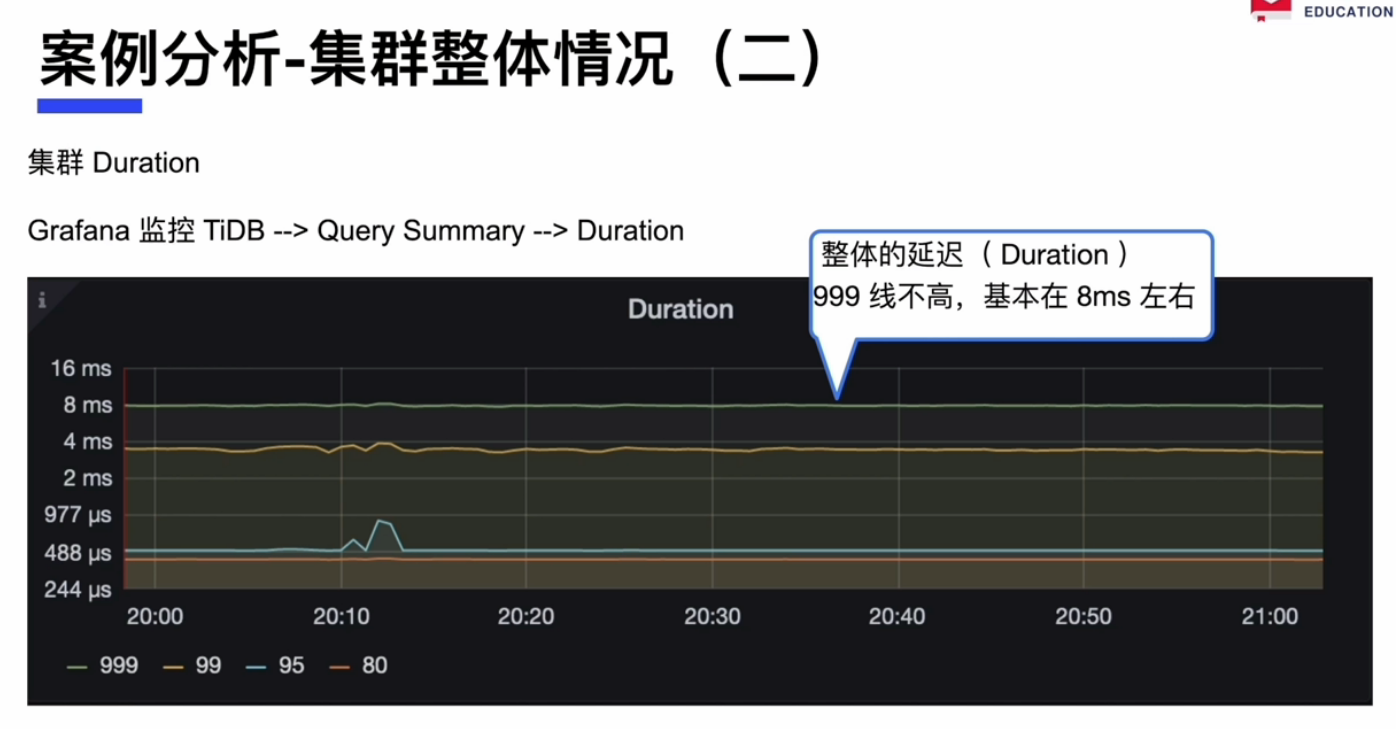 EDUCATION
案例分析-集群整体情况（二）
集群 Duration
Grafana 监控 TiDB --> Query Summary --> Duration
整体的延迟（ Duration ）
999 线不高，基本在 8ms 左右
i
Duration
16 ms
8 ms
4 ms
2 ms
977 µs
488 µs
244 µs
20:00 20:10 20:20 20:30 20:40 20:50 21:00
999 99 95 80